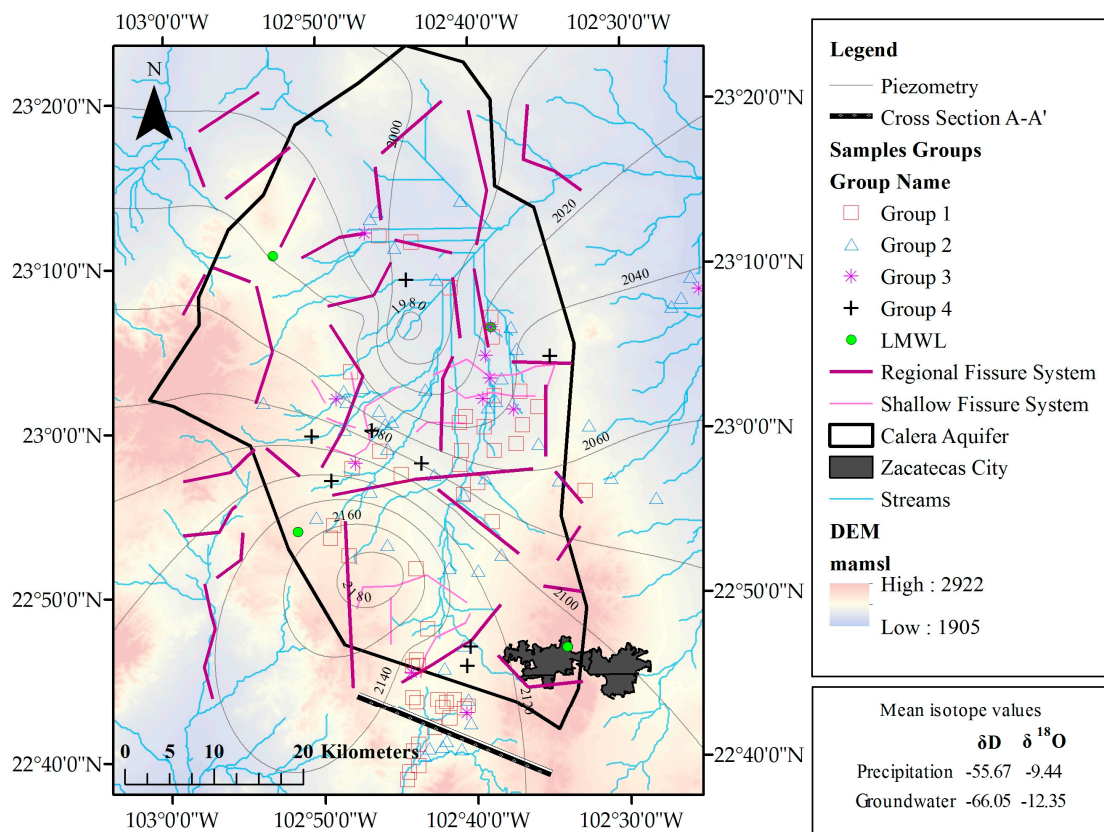 103°0'0"W 102°50'0"W 102°40'0"W 102°30'0"W
N
23°20'0"N 23°20'0"N
2000
2020
23°10'0"N 23°10'0"N
2040
1980
23°0'0"N 23°0'0"N
2060
2160
2180
2100
22°50'0"N 22°50'0"N
2140
2120
0 5 10 20 Kilometers
22°40'0"N 22°40'0"N
103°0'0"W 102°50'0"W 102°40'0"W 102°30'0"W
Legend
Piezometry
Cross Section A-A'
Samples Groups
Group Name
Group 1
Group 2
Group 3
Group 4
LMWL
Regional Fissure System
Shallow Fissure System
Calera Aquifer
Zacatecas City
Streams
DEM
mamsl
High : 2922
Low : 1905
Mean isotope values
δD δ 18O
Precipitation -55.67 -9.44
Groundwater -66.05 -12.35